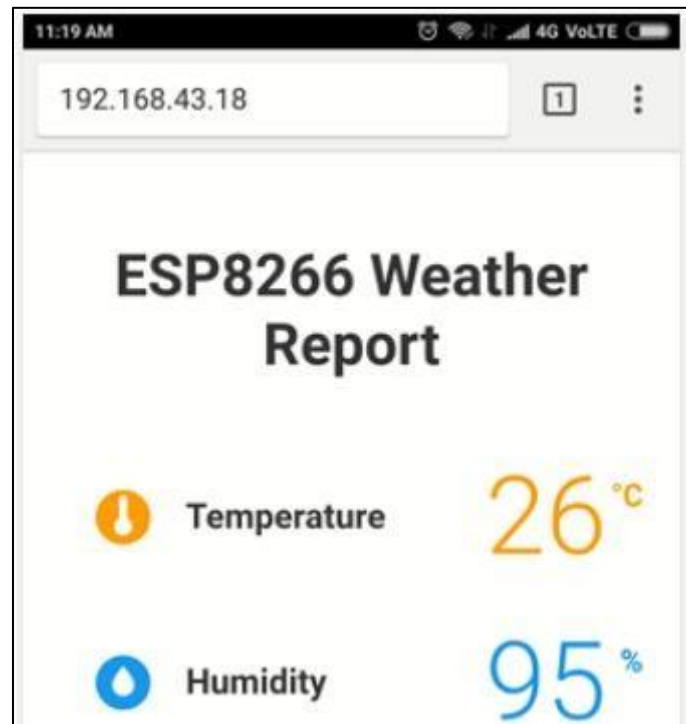 11:19 AM 4G VoLTE
192.168.43.18 1
ESP8266 Weather
Report
Temperature 26 °C
Humidity 95 %